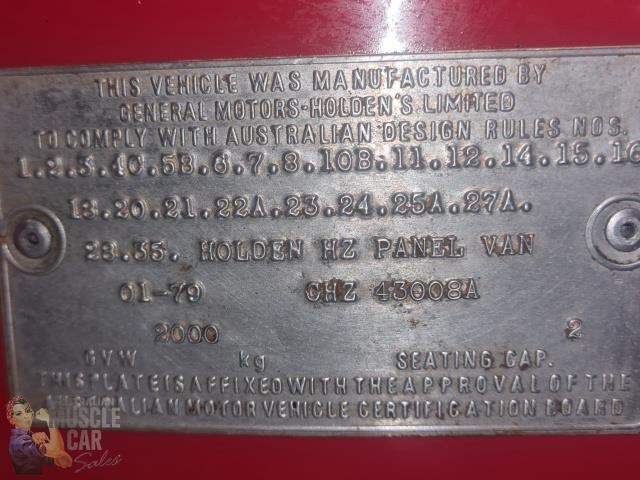 THIS VEHICLE WAS MANUFACTURED BY
GENERAL MOTORS-HOLDEN'S LIMITED
TO COMPLY WITH AUSTRALIAN DESIGN RULES NOS.
1.2.3.4C.5B.6.7.8.10B.11.12.14.15.16
18.20.21.22A.23.24.25A.27A.
28.35. HOLDEN HZ PANEL VAN
01-79 CHZ 43008A
2000 2
GVW kg SEATING CAP.
THIS PLATE IS AFFIXED WITH THE APPROVAL OF THE
MOTOR VEHICLE CERTIFICATION BOARD
MUSCLE
CAR
Sales